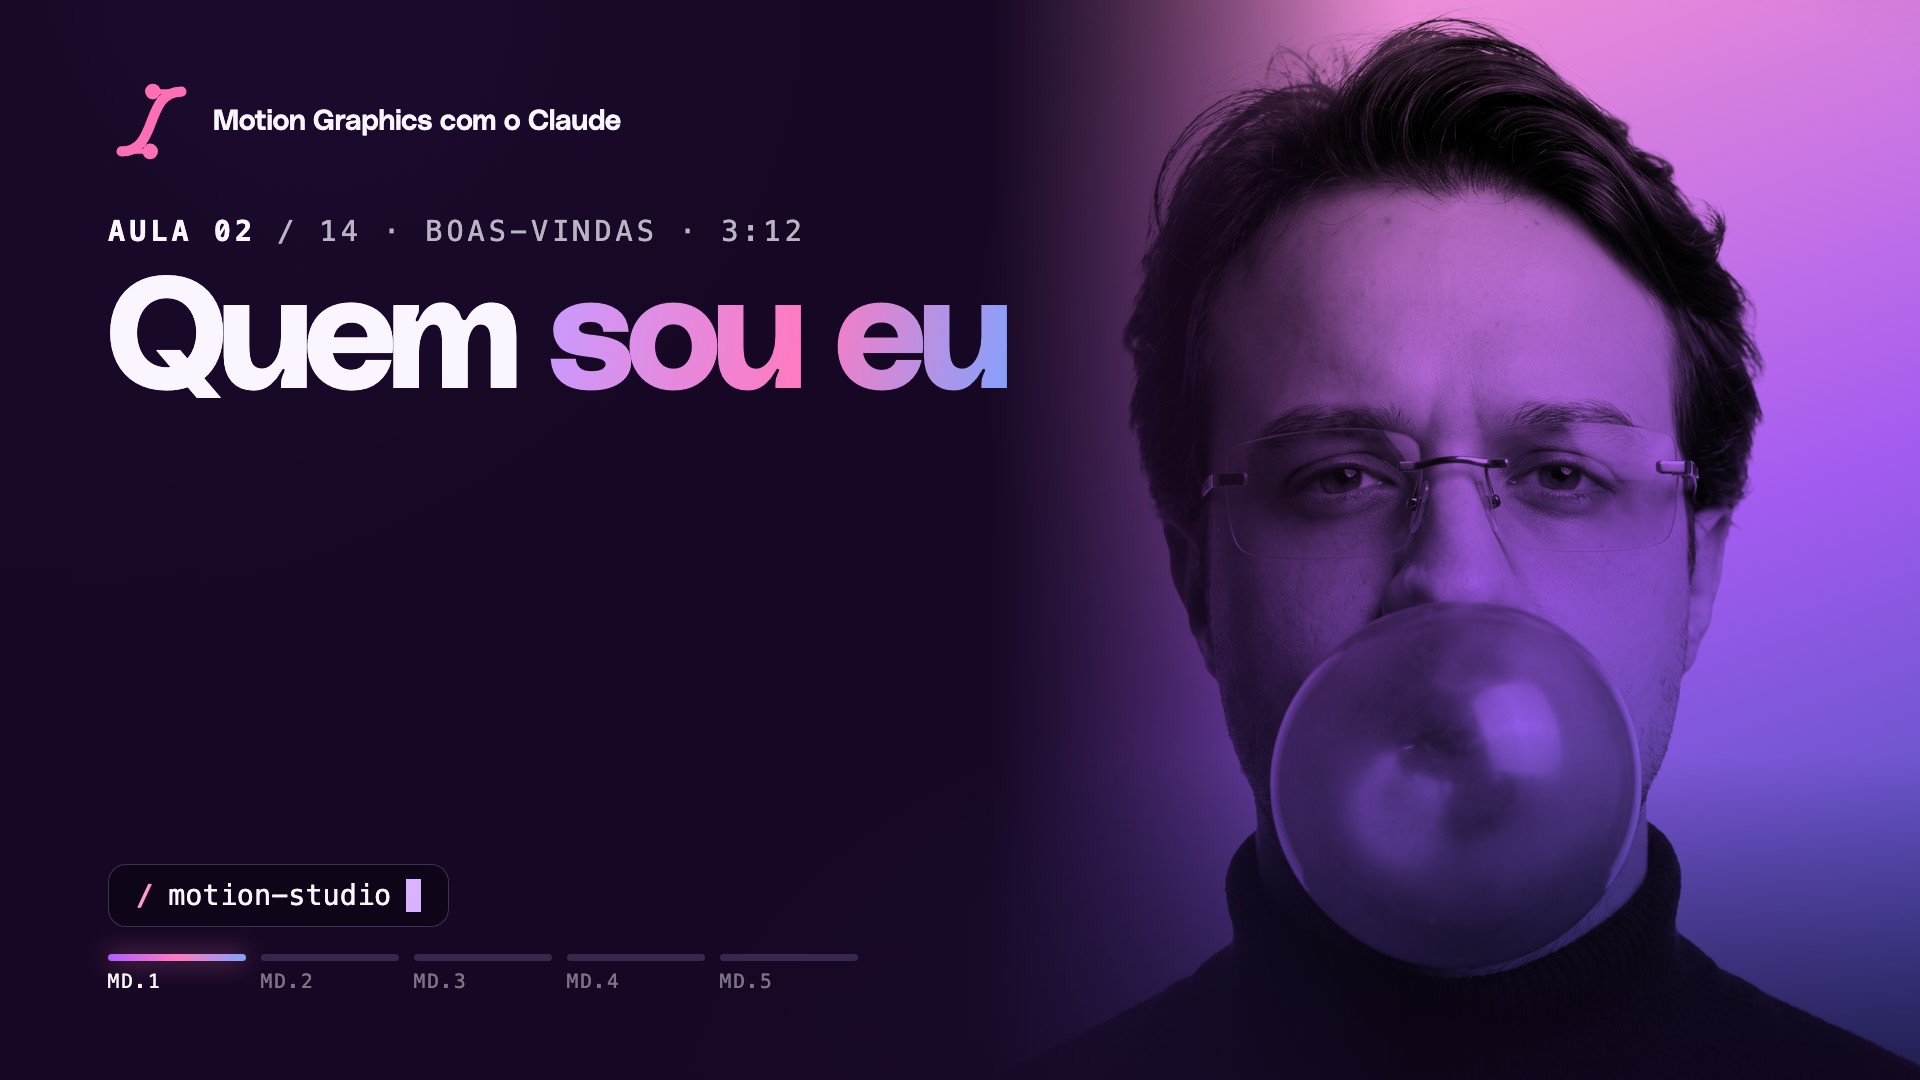 Motion Graphics com o Claude
AULA 02 / 14 · BOAS-VINDAS · 3:12
Quem sou eu
/ motion-studio
MD.1 MD.2 MD.3 MD.4 MD.5